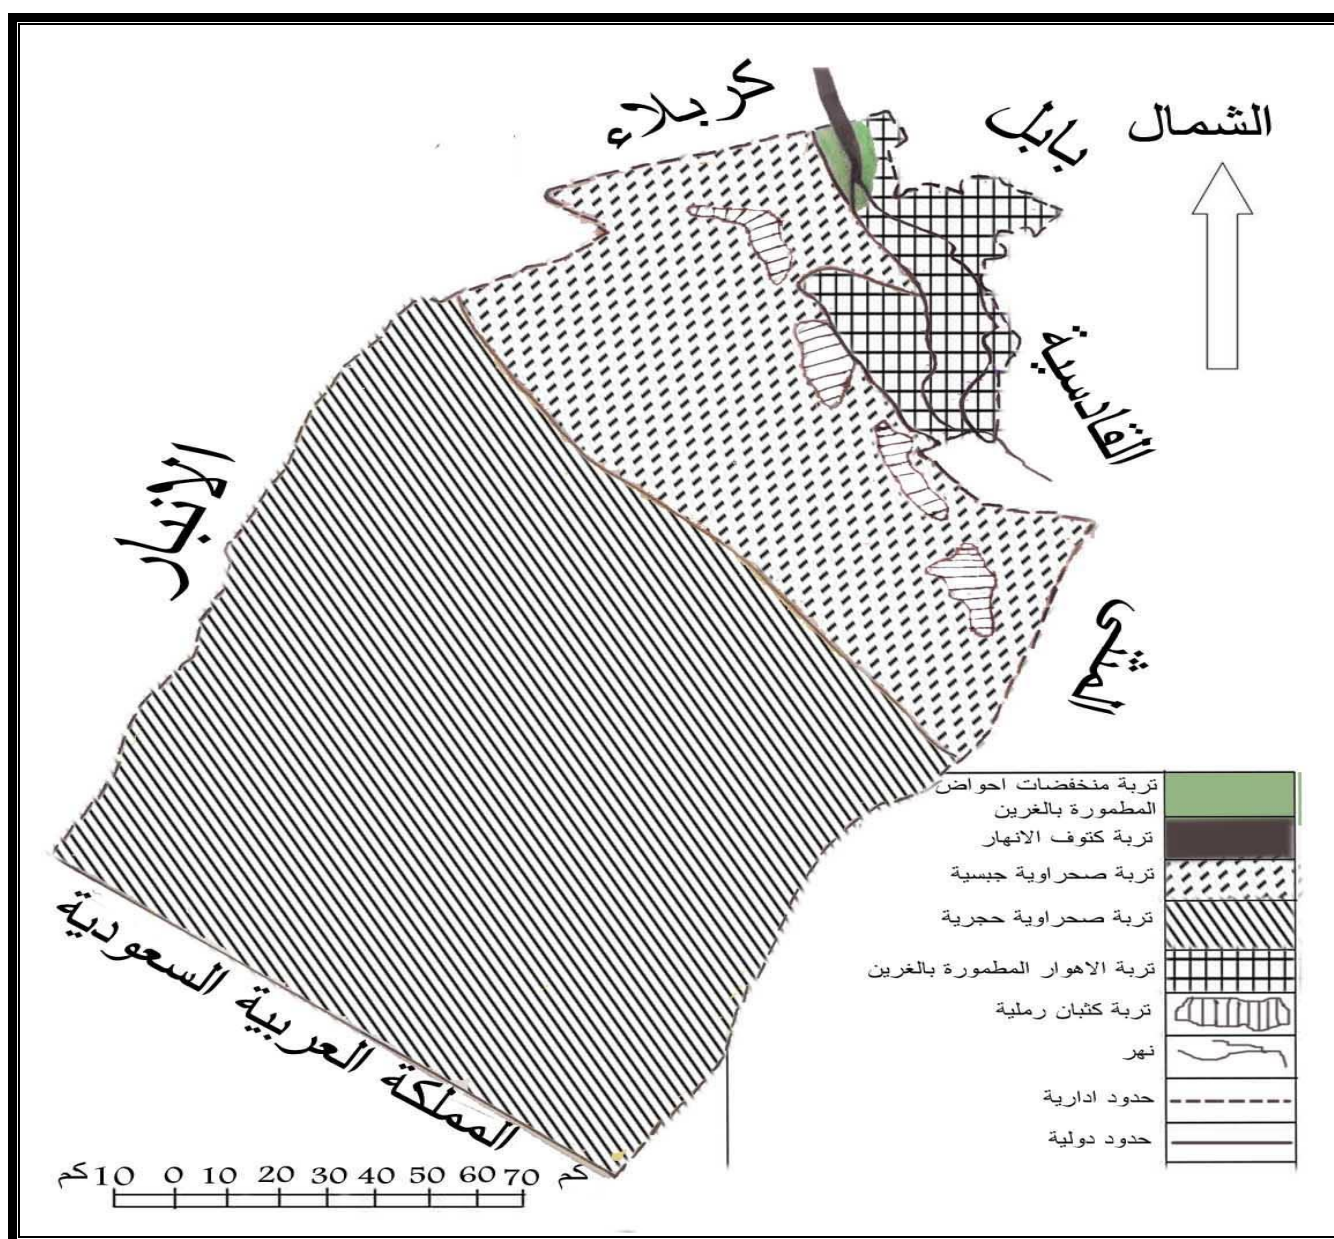 كربلاء
بابل
الشمال
القادسية
الانبار
المثنى
تربة منخفضات احواض
المطمورة بالغرين
تربة كتوف الانهار
تربة صحراوية جبسية
تربة صحراوية حجرية
تربة الاهوار المطمورة بالغرين
تربة كثبان رملية
نهر
حدود ادارية
حدود دولية
المملكة العربية السعودية
كم 10 0 10 20 30 40 50 60 70 كم